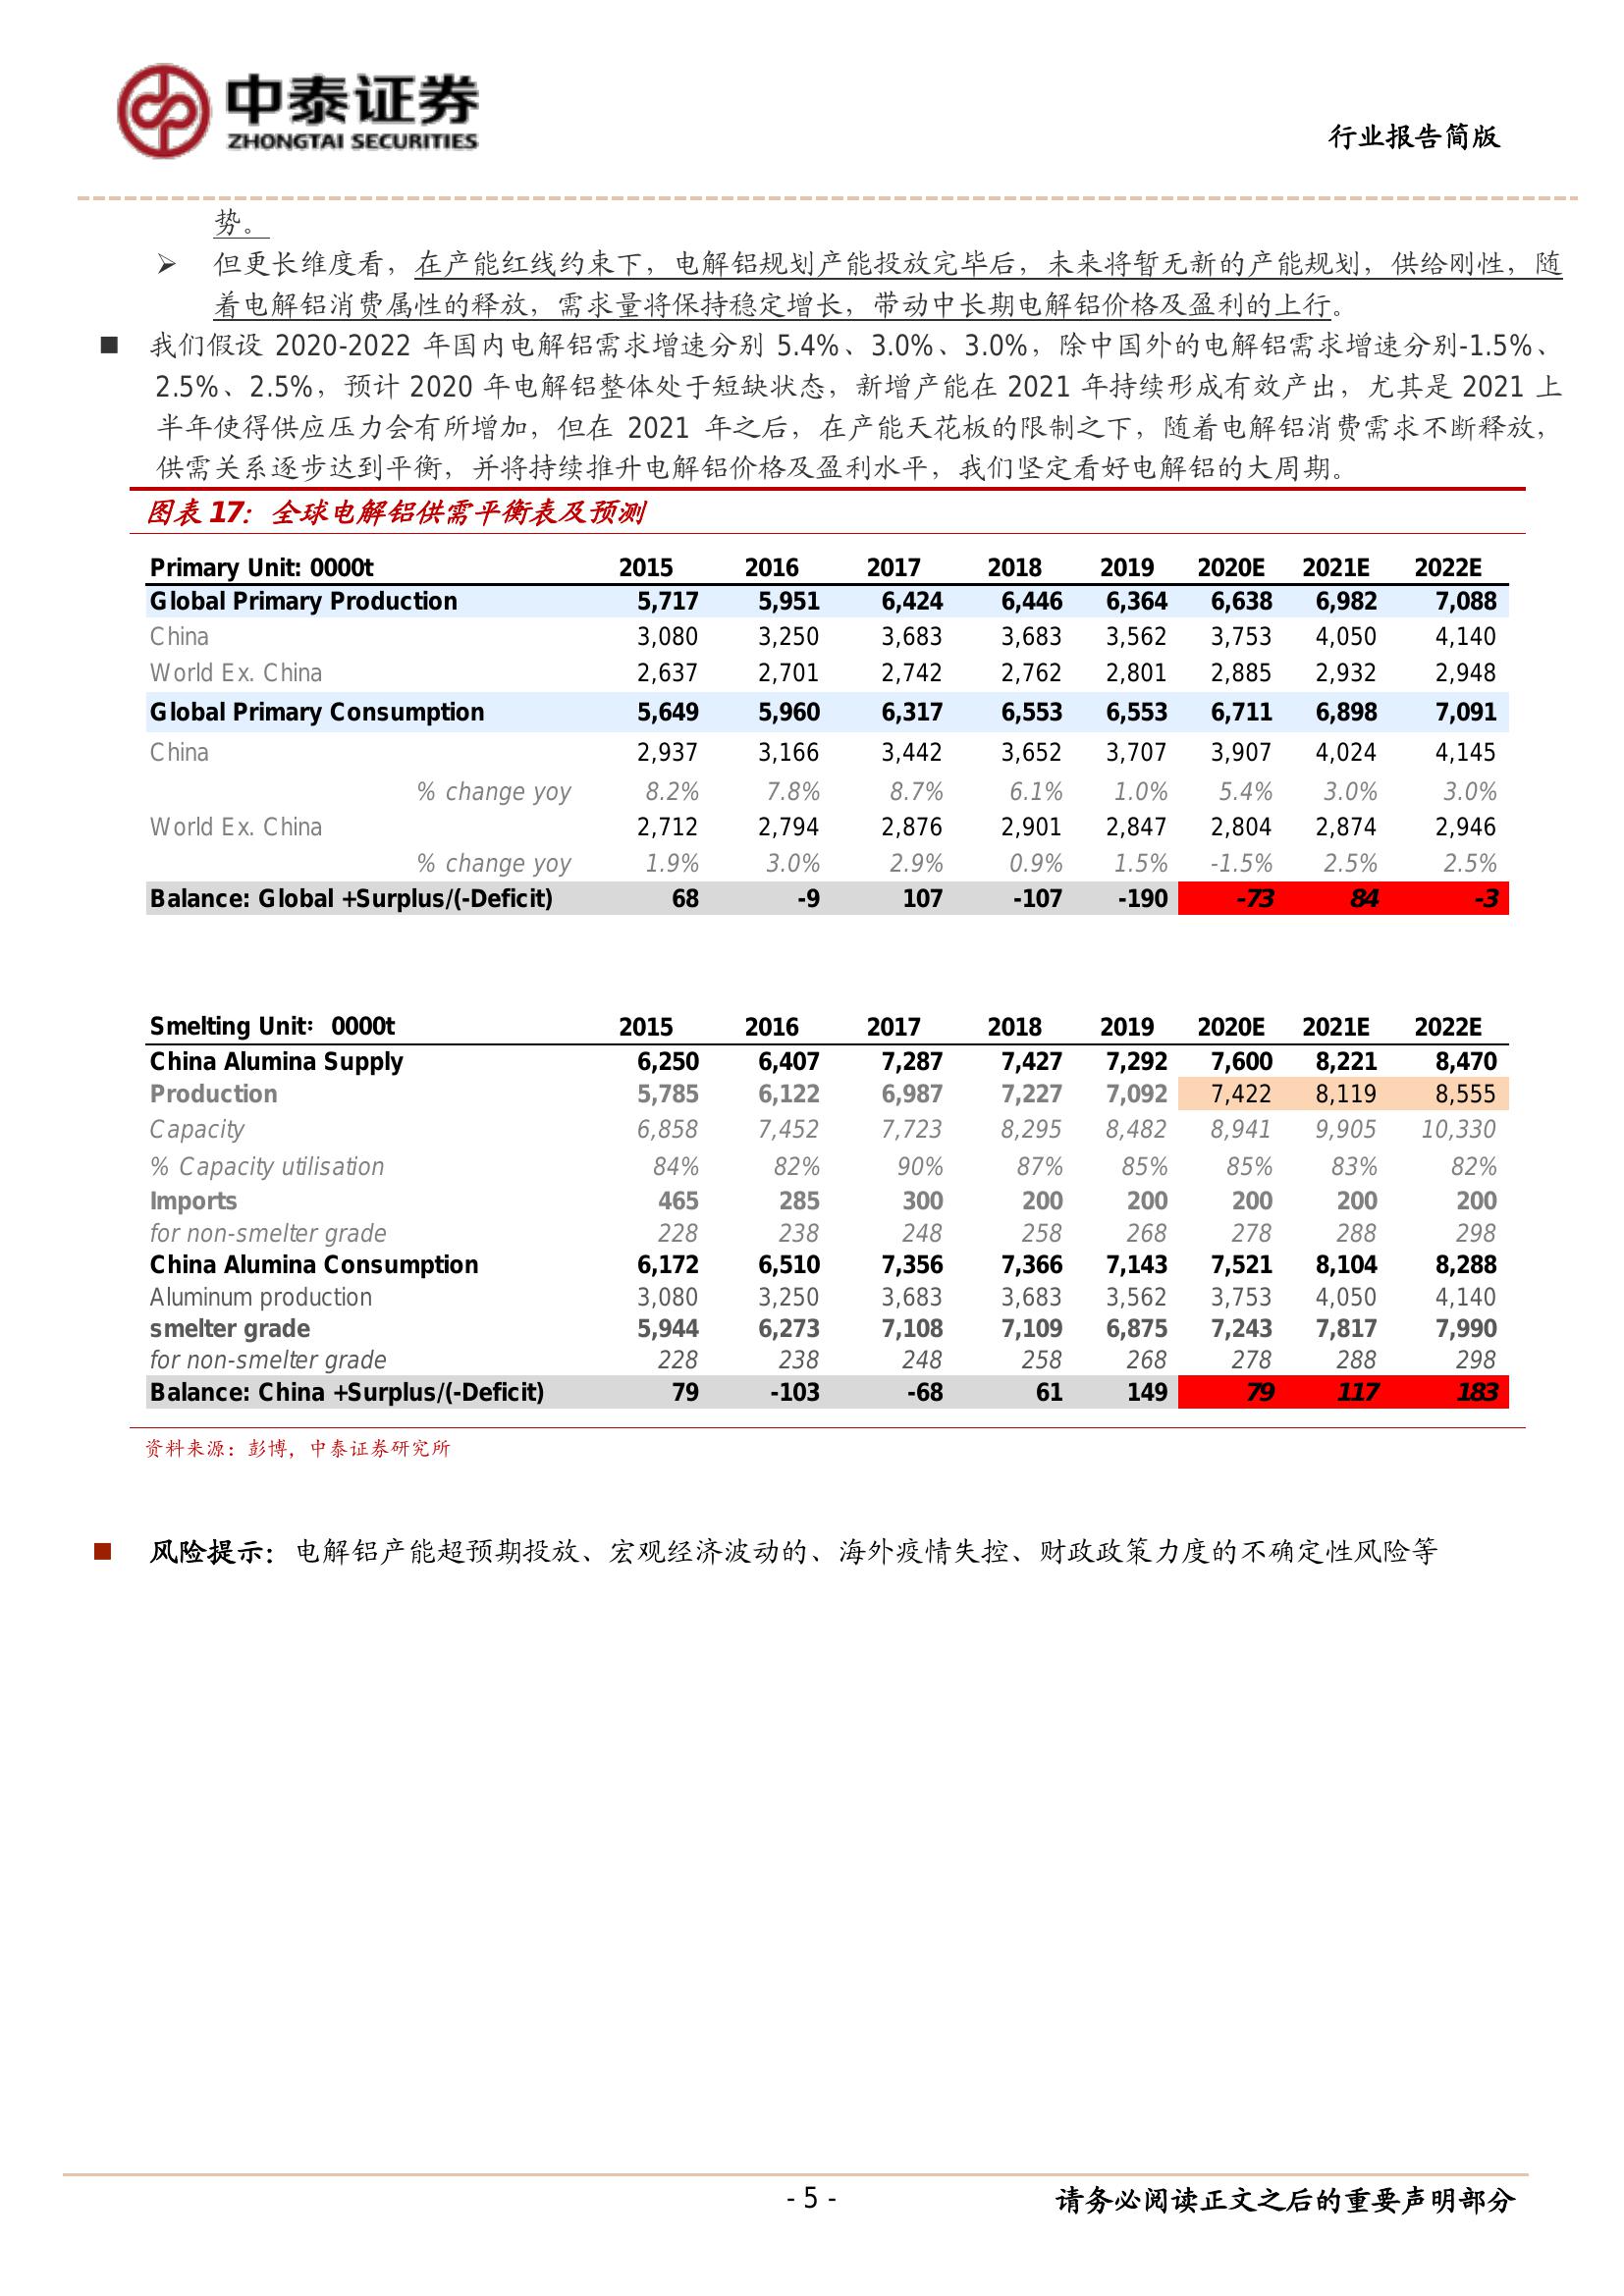 中泰证券
ZHONGTAI SECURITIES
行业报告简版
势。
➢ 但更长维度看，在产能红线约束下，电解铝规划产能投放完毕后，未来将暂无新的产能规划，供给刚性，随
着电解铝消费属性的释放，需求量将保持稳定增长，带动中长期电解铝价格及盈利的上行。
■ 我们假设 2020-2022 年国内电解铝需求增速分别 5.4%、3.0%、3.0%，除中国外的电解铝需求增速分别-1.5%、
2.5%、2.5%，预计 2020 年电解铝整体处于短缺状态，新增产能在 2021 年持续形成有效产出，尤其是 2021 上
半年使得供应压力会有所增加，但在 2021 年之后，在产能天花板的限制之下，随着电解铝消费需求不断释放，
供需关系逐步达到平衡，并将持续推升电解铝价格及盈利水平，我们坚定看好电解铝的大周期。
图表 17：全球电解铝供需平衡表及预测
Primary Unit: 0000t 2015 2016 2017 2018 2019 2020E 2021E 2022E
Global Primary Production 5,717 5,951 6,424 6,446 6,364 6,638 6,982 7,088
China 3,080 3,250 3,683 3,683 3,562 3,753 4,050 4,140
World Ex. China 2,637 2,701 2,742 2,762 2,801 2,885 2,932 2,948
Global Primary Consumption 5,649 5,960 6,317 6,553 6,553 6,711 6,898 7,091
China 2,937 3,166 3,442 3,652 3,707 3,907 4,024 4,145
% change yoy 8.2% 7.8% 8.7% 6.1% 1.0% 5.4% 3.0% 3.0%
World Ex. China 2,712 2,794 2,876 2,901 2,847 2,804 2,874 2,946
% change yoy 1.9% 3.0% 2.9% 0.9% 1.5% -1.5% 2.5% 2.5%
Balance: Global +Surplus/(-Deficit) 68 -9 107 -107 -190 -73 84 -3
Smelting Unit： 0000t 2015 2016 2017 2018 2019 2020E 2021E 2022E
China Alumina Supply 6,250 6,407 7,287 7,427 7,292 7,600 8,221 8,470
Production 5,785 6,122 6,987 7,227 7,092 7,422 8,119 8,555
Capacity 6,858 7,452 7,723 8,295 8,482 8,941 9,905 10,330
% Capacity utilisation 84% 82% 90% 87% 85% 85% 83% 82%
Imports 465 285 300 200 200 200 200 200
for non-smelter grade 228 238 248 258 268 278 288 298
China Alumina Consumption 6,172 6,510 7,356 7,366 7,143 7,521 8,104 8,288
Aluminum production 3,080 3,250 3,683 3,683 3,562 3,753 4,050 4,140
smelter grade 5,944 6,273 7,108 7,109 6,875 7,243 7,817 7,990
for non-smelter grade 228 238 248 258 268 278 288 298
Balance: China +Surplus/(-Deficit) 79 -103 -68 61 149 79 117 183
资料来源：彭博，中泰证券研究所
■ 风险提示：电解铝产能超预期投放、宏观经济波动的、海外疫情失控、财政政策力度的不确定性风险等
- 5 -
请务必阅读正文之后的重要声明部分